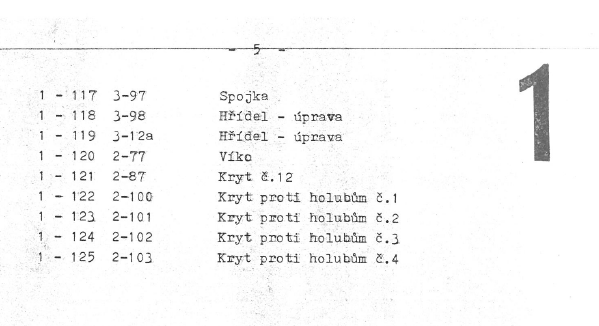 - 5 -
1
1 - 117 3-97 Spojka
1 - 118 3-98 Hřídel - úprava
1 - 119 3-12a Hřídel - úprava
1 - 120 2-77 Víko
1 - 121 2-87 Kryt č.12
1 - 122 2-100 Kryt proti holubům č.1
1 - 123 2-101 Kryt proti holubům č.2
1 - 124 2-102 Kryt proti holubům č.3
1 - 125 2-103 Kryt proti holubům č.4